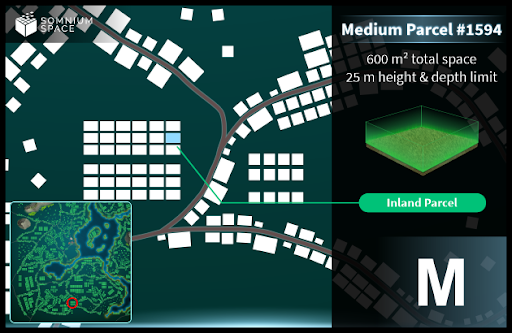 SOMNIUM
SPACE
Medium Parcel #1594
600 m² total space
25 m height & depth limit
Inland Parcel
M